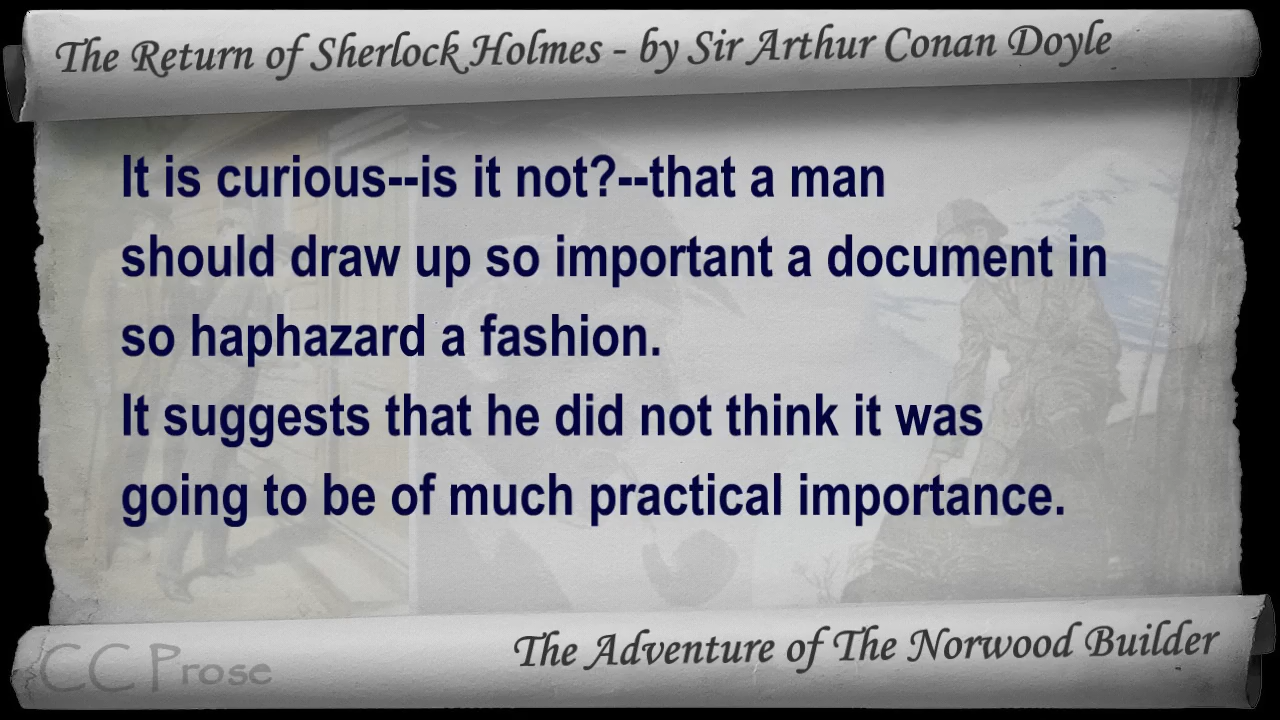 The Return of Sherlock Holmes - by Sir Arthur Conan Doyle
It is curious--is it not?--that a man
should draw up so important a document in
so haphazard a fashion.
It suggests that he did not think it was
going to be of much practical importance.
The Adventure of The Norwood Builder
CC Prose